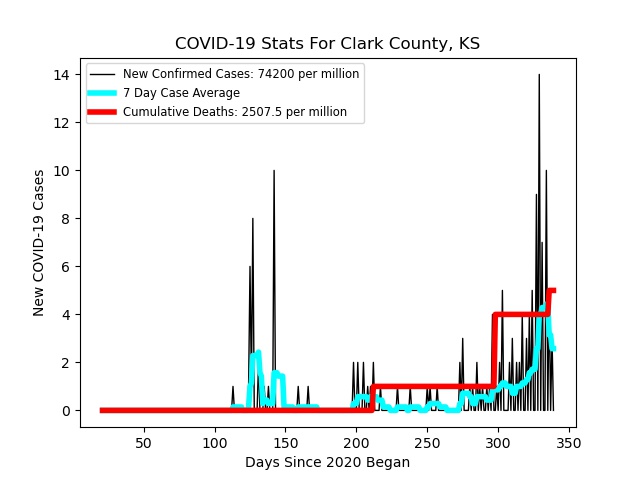 COVID-19 Stats For Clark County, KS
New Confirmed Cases: 74200 per million
7 Day Case Average
Cumulative Deaths: 2507.5 per million
New COVID-19 Cases
14
12
10
8
6
4
2
0
50
100
150
200
250
300
350
Days Since 2020 Began